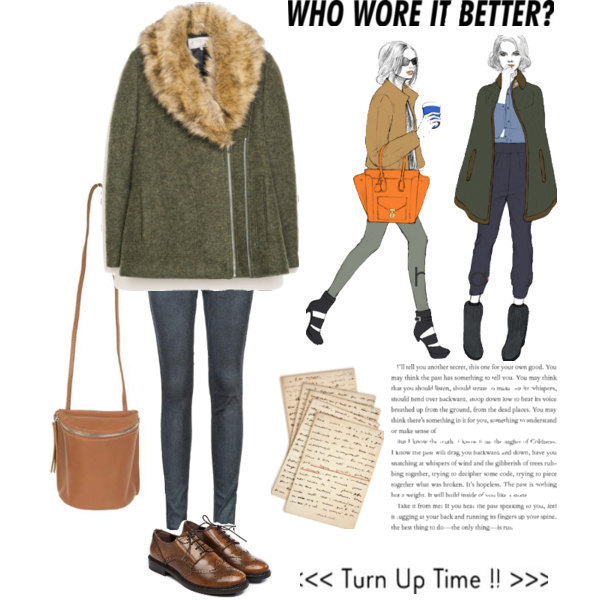 WHO WORE IT BETTER?
I'll tell you another secret, this one for your own good. You
may think the past has something to tell you. You may think
that you should listen, should strain to make out its whispers,
should bend over backward, stoop down low to hear its voice
breathed up from the ground, from the dead places. You may
think there's something in it for you, something to understand
or make sense of
But I know the truth. I know from the nights of Coldness.
I know the past will drag you backward and down, have you
snatching at whispers of wind and the gibberish of trees rub-
bing together, trying to decipher some code, trying to piece
together what was broken. It's hopeless. The past is nothing
but a weight. It will build inside of you like a stone
Take it from me: If you hear the past speaking to you, feel
it tugging at your back and running its fingers up your spine,
the best thing to do—the only thing—is run.
<<< Turn Up Time !! >>>